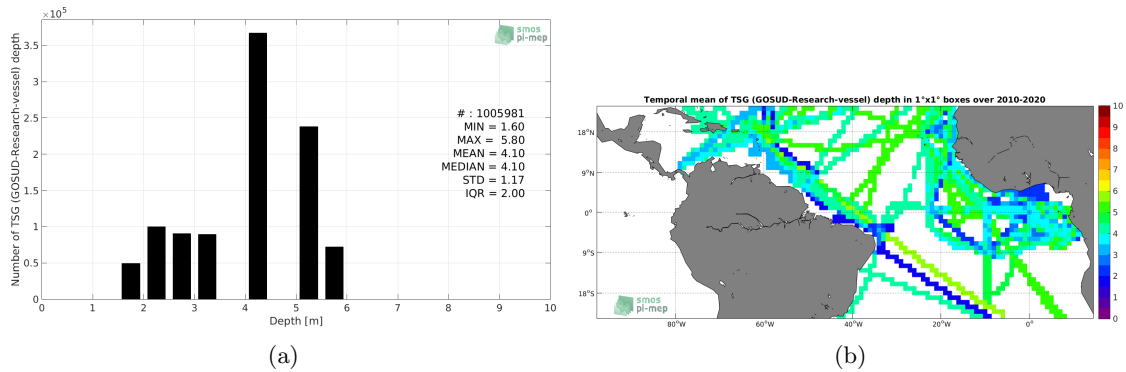 ×10⁵
3.5
3
2.5
2
1.5
1
0.5
0
Number of TSG (GOSUD-Research-vessel) depth
0 1 2 3 4 5 6 7 8 9 10
Depth [m]
smos
pi-mep
# : 1005981
MIN = 1.60
MAX = 5.80
MEAN = 4.10
MEDIAN = 4.10
STD = 1.17
IQR = 2.00
(a)
Temporal mean of TSG (GOSUD-Research-vessel) depth in 1°x1° boxes over 2010-2020
18°N
9°N
0°
9°S
18°S
80°W 60°W 40°W 20°W 0°
smos
pi-mep
10
9
8
7
6
5
4
3
2
1
0
(b)